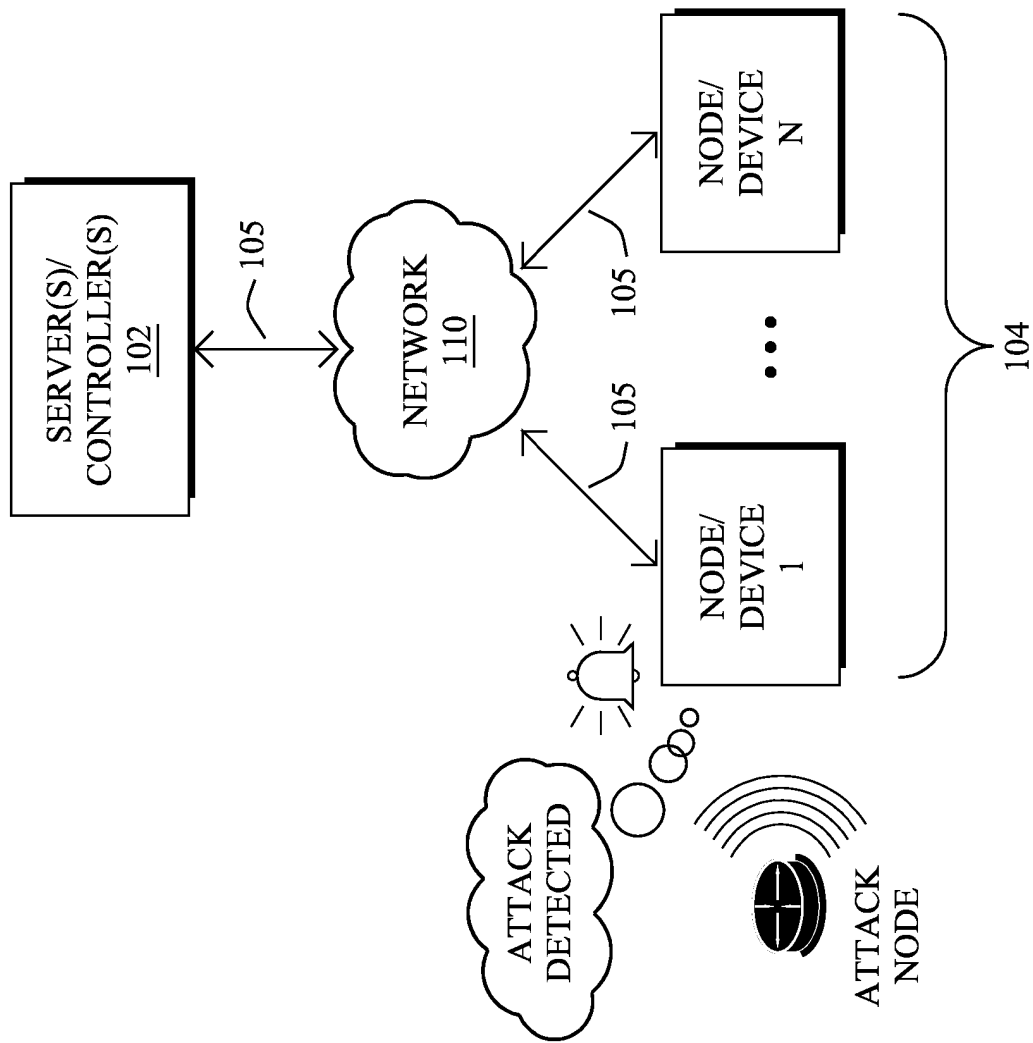 SERVER(S)/
CONTROLLER(S)
102
105
NETWORK
110
105
105
ATTACK
DETECTED
NODE/
DEVICE
1
NODE/
DEVICE
N
ATTACK
NODE
104